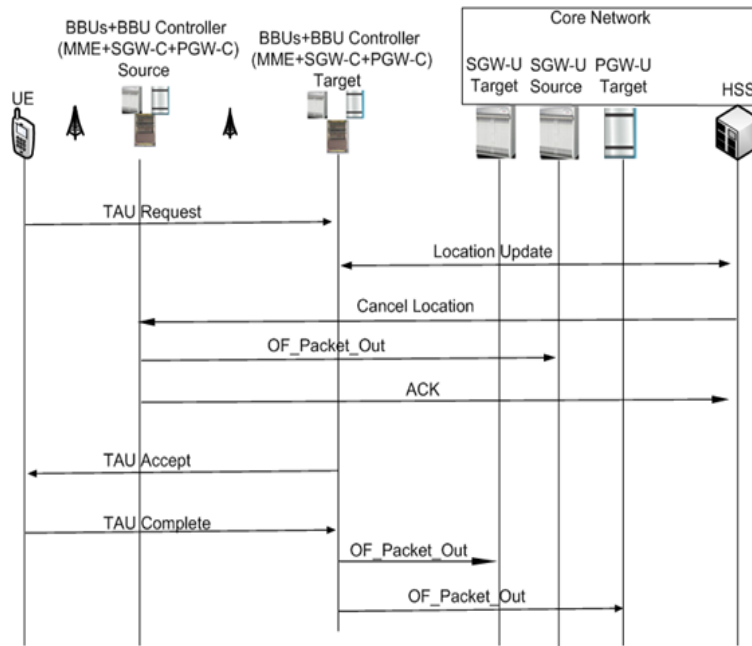 BBUs+BBU Controller
(MME+SGW-C+PGW-C)
Source
BBUs+BBU Controller
(MME+SGW-C+PGW-C)
Target
Core Network
SGW-U
Target
SGW-U
Source
PGW-U
Target
UE
HSS
TAU Request
Location Update
Cancel Location
OF_Packet_Out
ACK
TAU Accept
TAU Complete
OF_Packet_Out
OF_Packet_Out